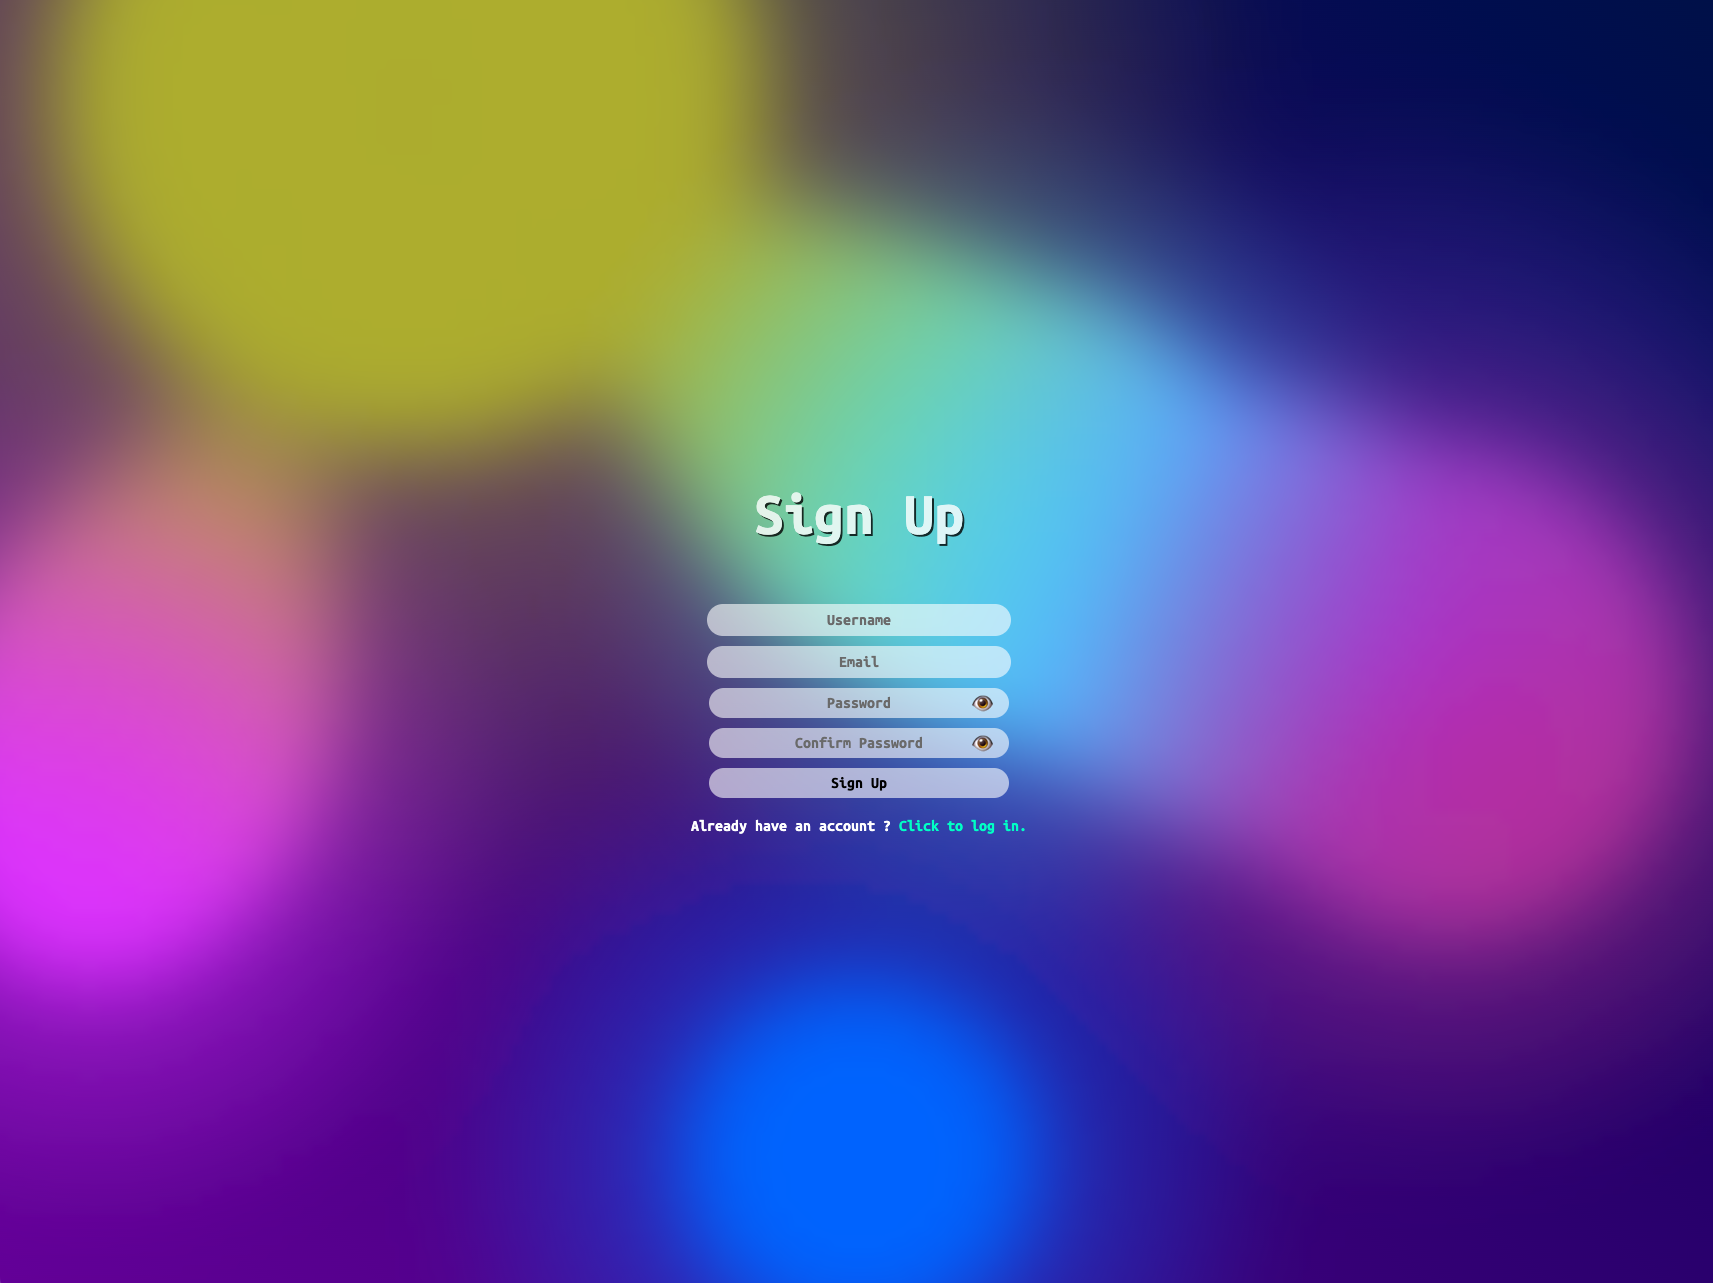 Sign Up
Username
Email
Password
Confirm Password
Sign Up
Already have an account ? Click to log in.